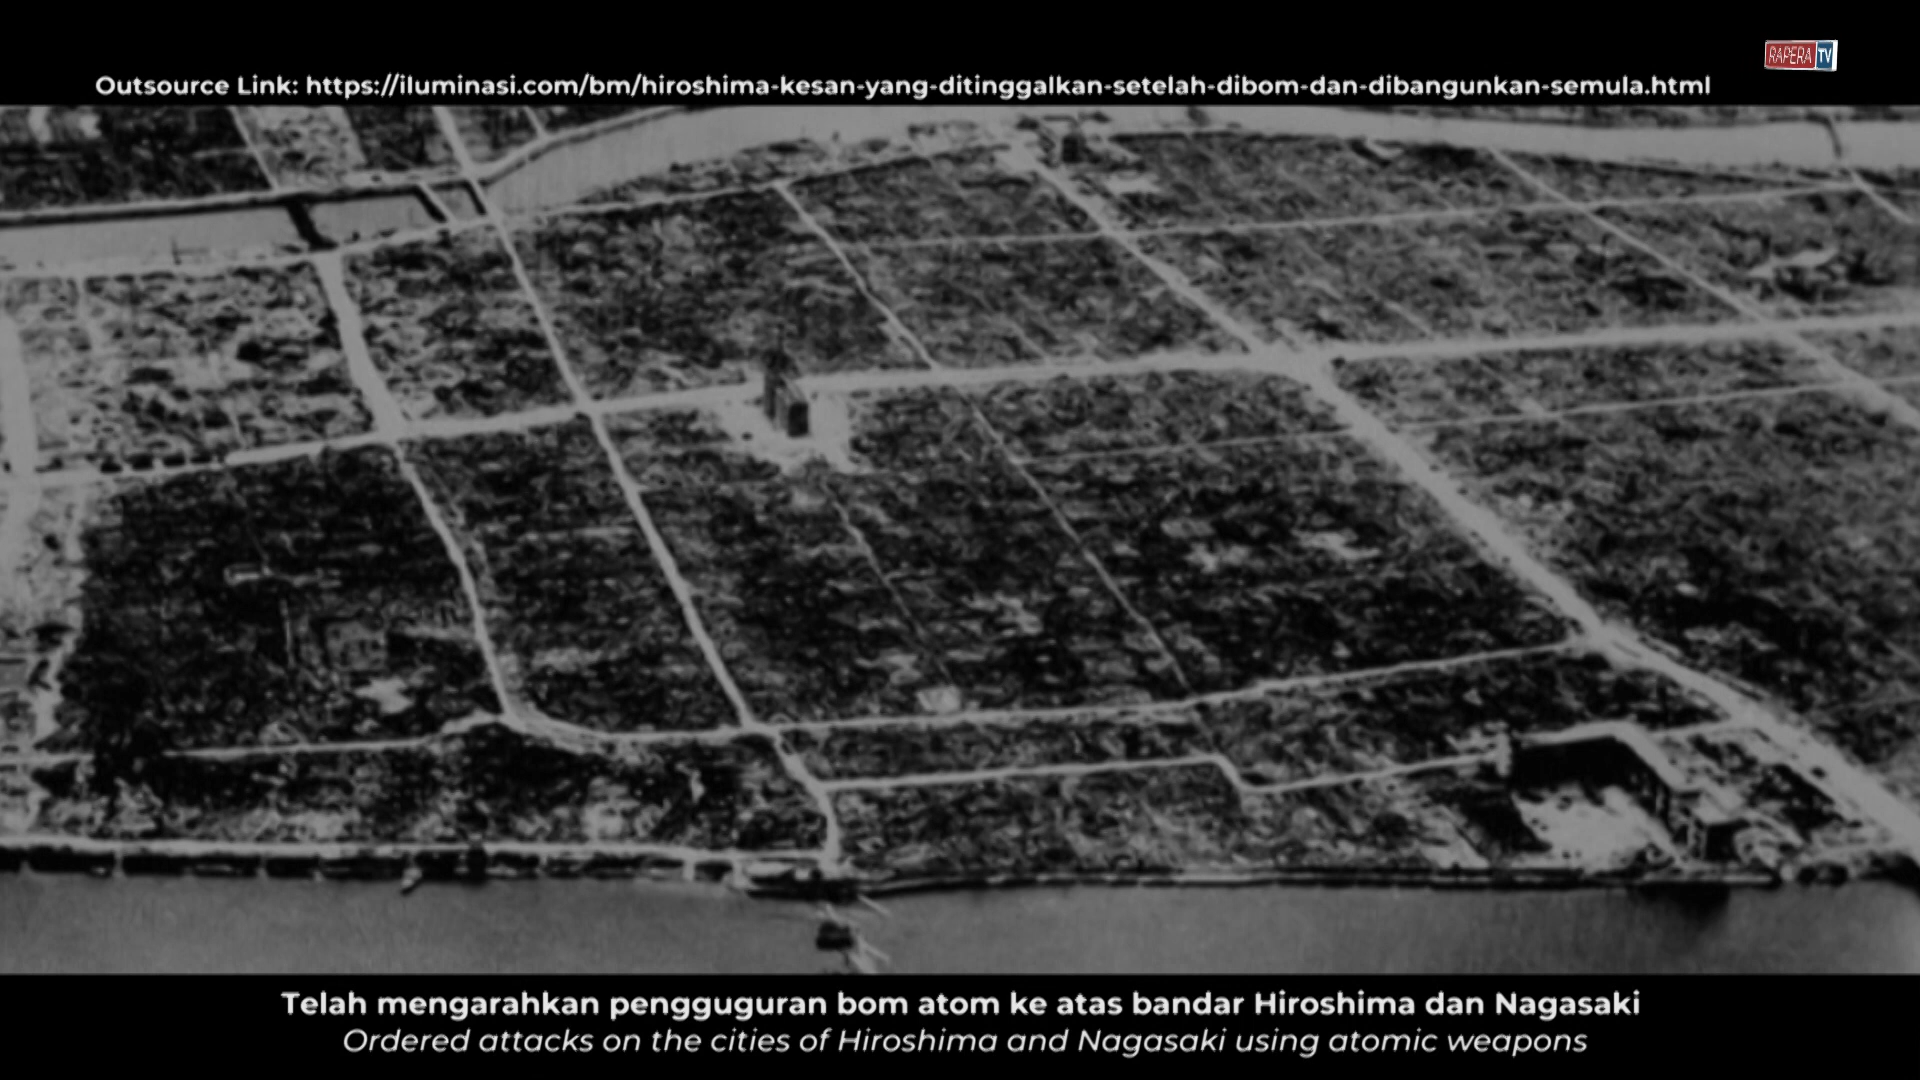 RAPERA TV
Outsource Link: https://iluminasi.com/bm/hiroshima-kesan-yang-ditinggalkan-setelah-dibom-dan-dibangunkan-semula.html
Telah mengarahkan pengguguran bom atom ke atas bandar Hiroshima dan Nagasaki
Ordered attacks on the cities of Hiroshima and Nagasaki using atomic weapons